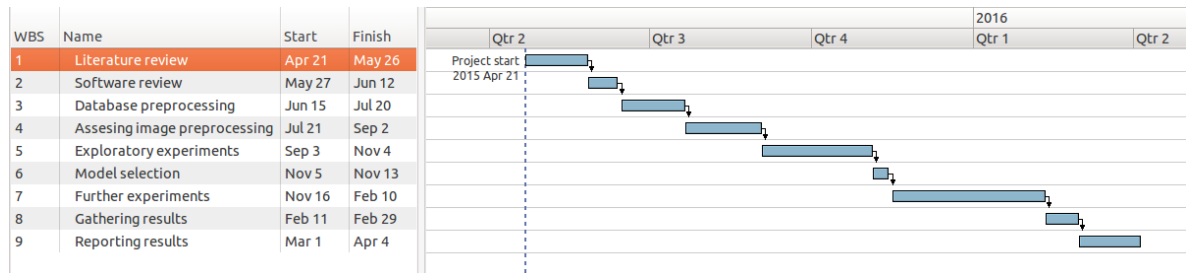 2016
WBS Name Start Finish Qtr 2 Qtr 3 Qtr 4 Qtr 1 Qtr 2
1 Literature review Apr 21 May 26 Project start
2015 Apr 21
2 Software review May 27 Jun 12
3 Database preprocessing Jun 15 Jul 20
4 Assesing image preprocessing Jul 21 Sep 2
5 Exploratory experiments Sep 3 Nov 4
6 Model selection Nov 5 Nov 13
7 Further experiments Nov 16 Feb 10
8 Gathering results Feb 11 Feb 29
9 Reporting results Mar 1 Apr 4